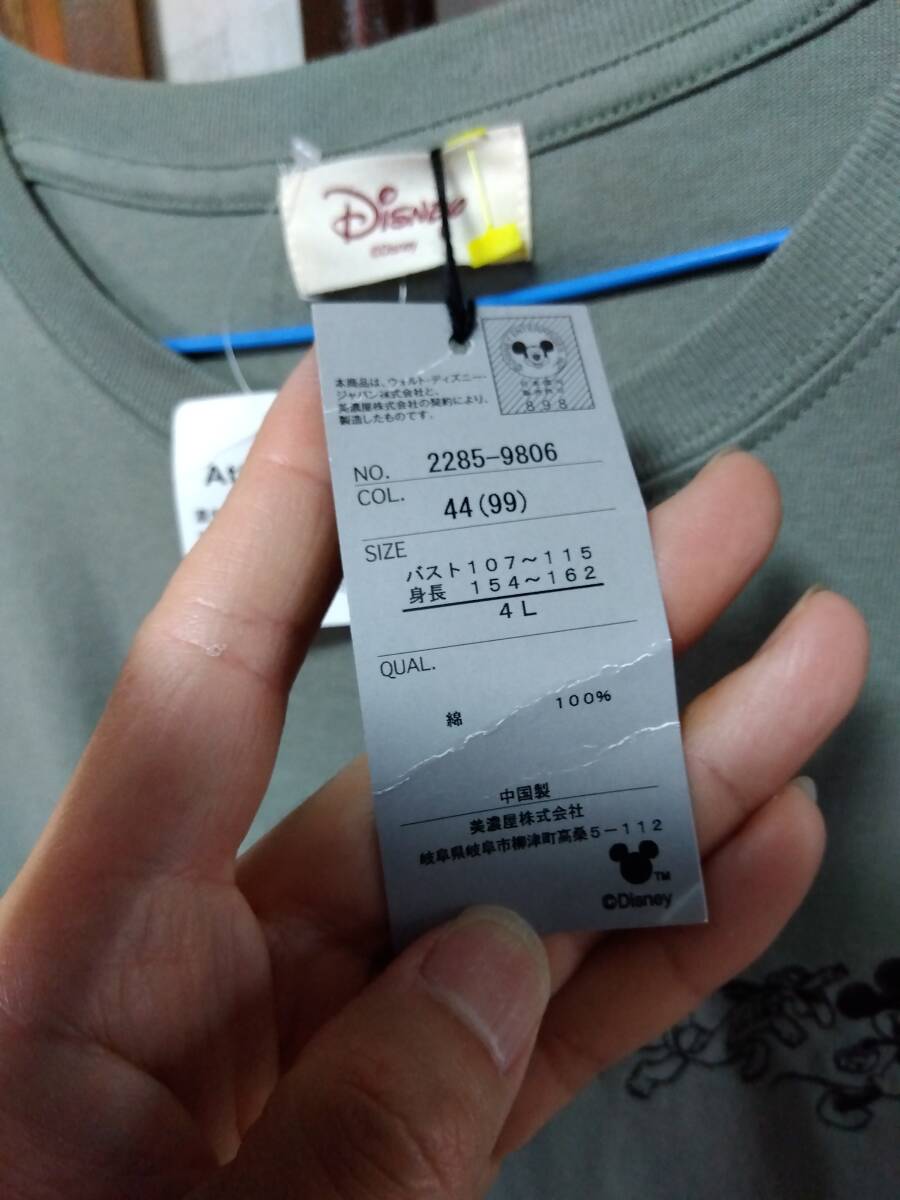 Disney
©Disney
本商品は、ウォルト・ディズニー・
ジャパン株式会社と、
美濃屋株式会社の契約により、
製造したものです。
898
NO. 2285-9806
COL. 44(99)
SIZE
バスト107～115
身長 154～162
4L
QUAL.
綿 100%
中国製
美濃屋株式会社
岐阜県岐阜市柳津町高桑5-112
TM
©Disney